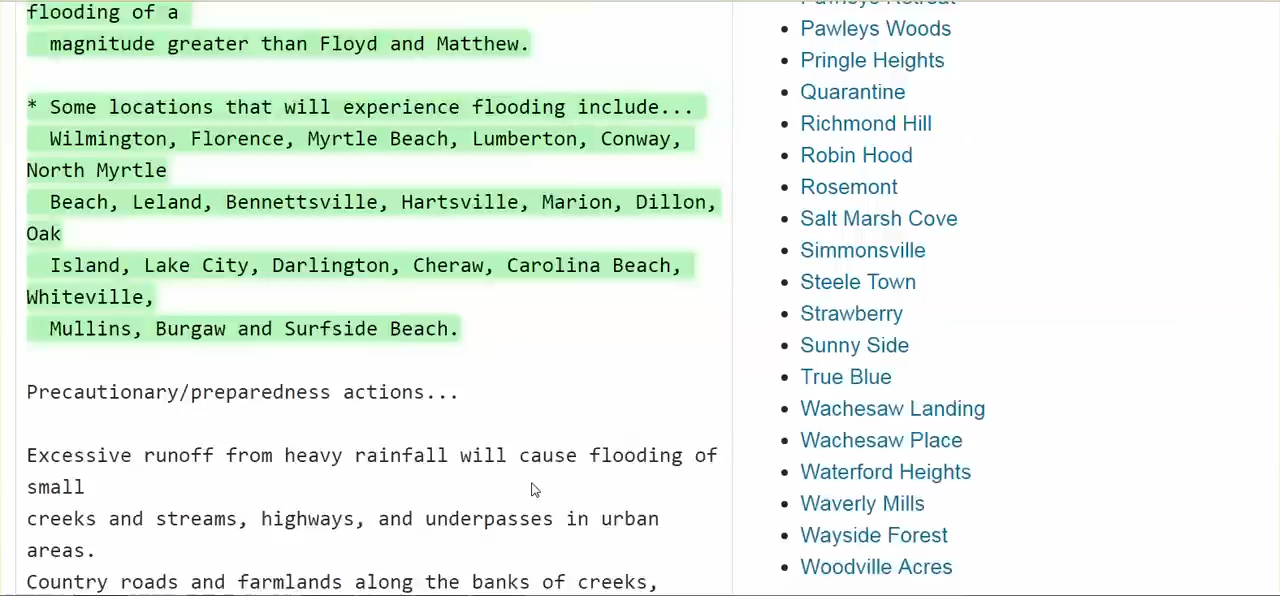 flooding of a
magnitude greater than Floyd and Matthew.
* Some locations that will experience flooding include...
Wilmington, Florence, Myrtle Beach, Lumberton, Conway,
North Myrtle
Beach, Leland, Bennettsville, Hartsville, Marion, Dillon,
Oak
Island, Lake City, Darlington, Cheraw, Carolina Beach,
Whiteville,
Mullins, Burgaw and Surfside Beach.
Precautionary/preparedness actions...
Excessive runoff from heavy rainfall will cause flooding of
small
creeks and streams, highways, and underpasses in urban
areas.
Country roads and farmlands along the banks of creeks,
Pawleys Retreat
Pawleys Woods
Pringle Heights
Quarantine
Richmond Hill
Robin Hood
Rosemont
Salt Marsh Cove
Simmonsville
Steele Town
Strawberry
Sunny Side
True Blue
Wachesaw Landing
Wachesaw Place
Waterford Heights
Waverly Mills
Wayside Forest
Woodville Acres